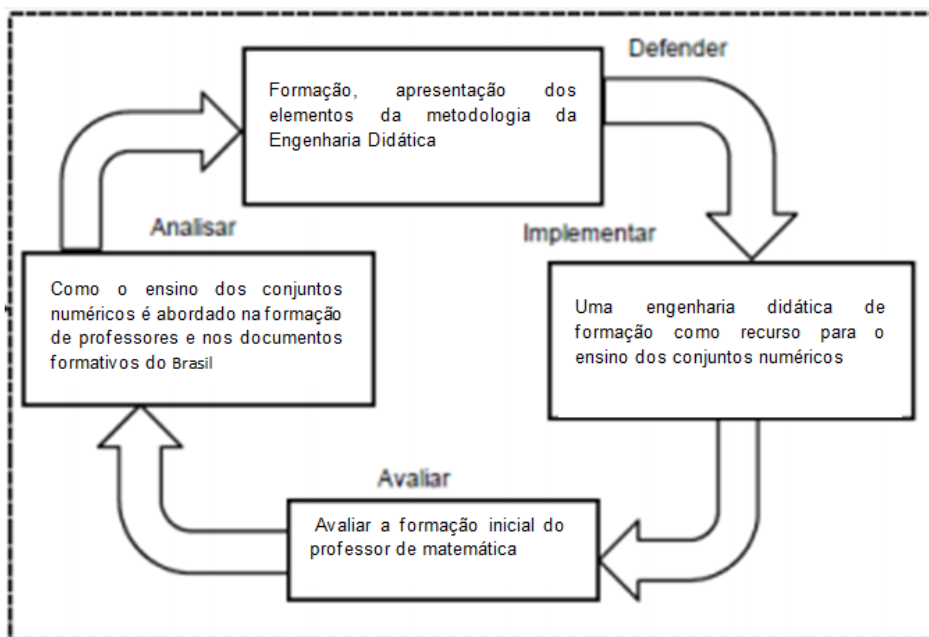 Defender
Formação, apresentação dos
elementos da metodologia da
Engenharia Didática
Implementar
Uma engenharia didática de
formação como recurso para o
ensino dos conjuntos numéricos
Avaliar
Avaliar a formação inicial do
professor de matemática
Analisar
Como o ensino dos conjuntos
numéricos é abordado na formação
de professores e nos documentos
formativos do Brasil